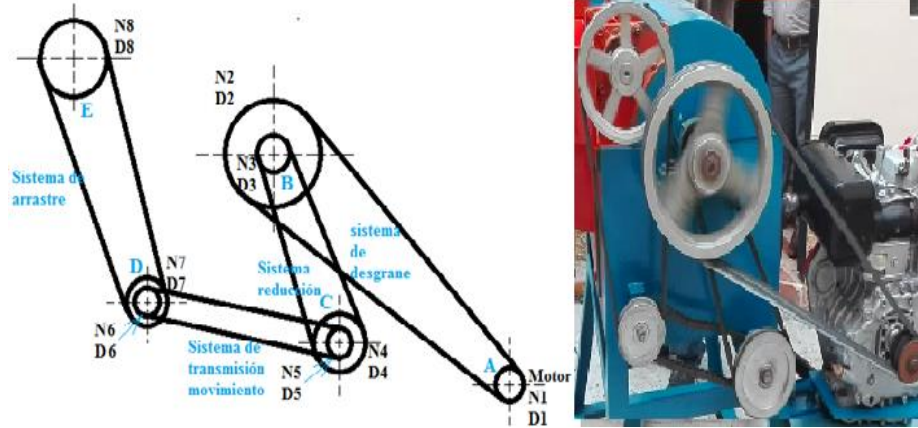 N8
D8
E
Sistema de
arrastre
N2
D2
N3
D3
B
sistema
de
desgrane
Sistema
reducción
D
N7
D7
N6
D6
C
N4
D4
N5
D5
Sistema de
transmisión
movimiento
A
Motor
N1
D1